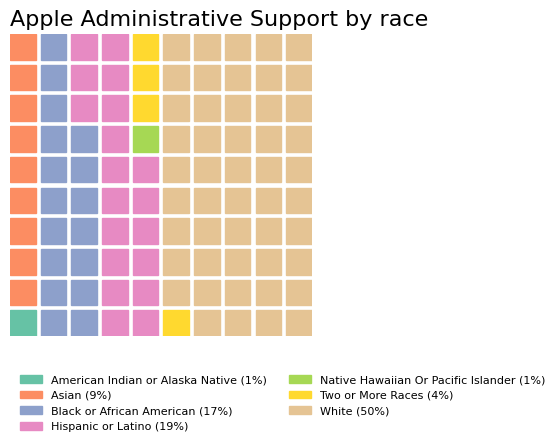 Apple Administrative Support by race
American Indian or Alaska Native (1%)
Asian (9%)
Black or African American (17%)
Hispanic or Latino (19%)
Native Hawaiian Or Pacific Islander (1%)
Two or More Races (4%)
White (50%)